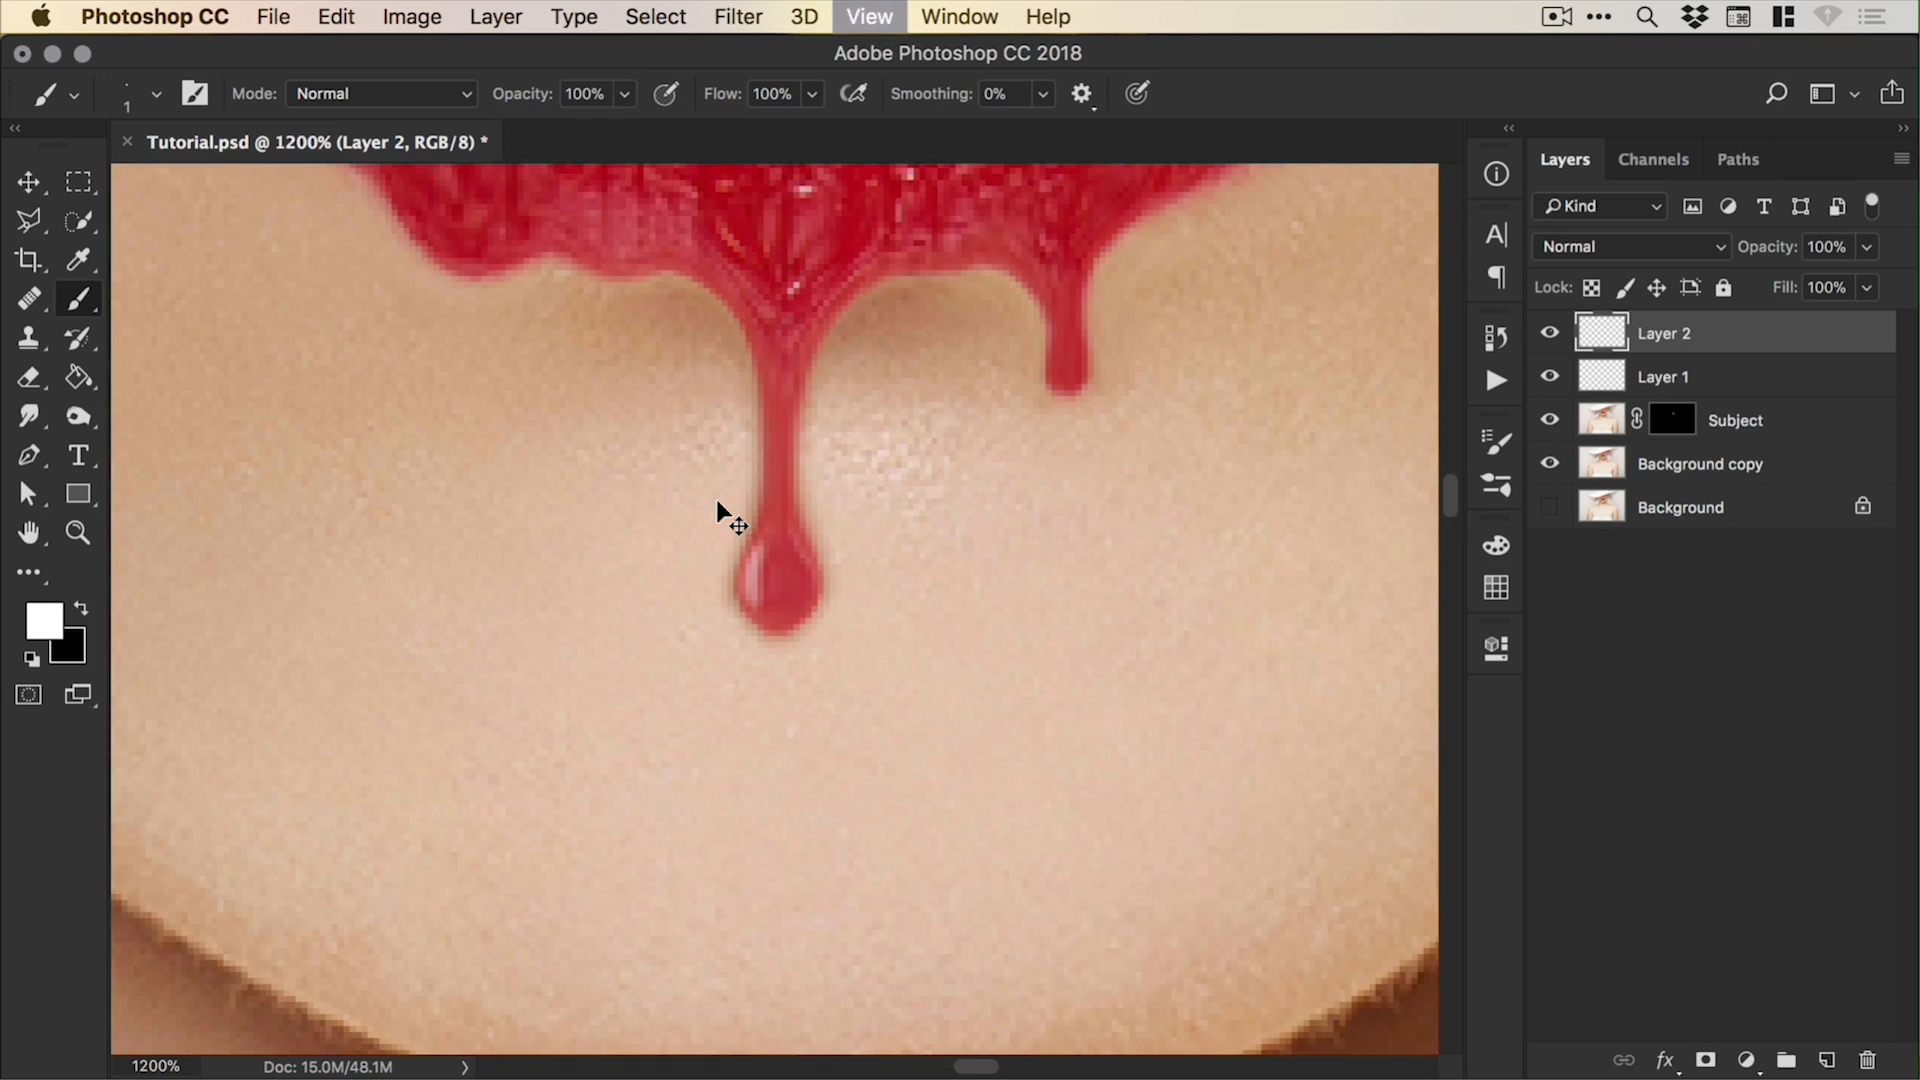 Photoshop CC File Edit Image Layer Type Select Filter 3D View Window Help
Adobe Photoshop CC 2018
1 Mode: Normal Opacity: 100% Flow: 100% Smoothing: 0%
Tutorial.psd @ 1200% (Layer 2, RGB/8) *
Layers Channels Paths
Kind
Normal Opacity: 100%
Lock: Fill: 100%
Layer 2
Layer 1
Subject
Background copy
Background
1200% Doc: 15.0M/48.1M
fx